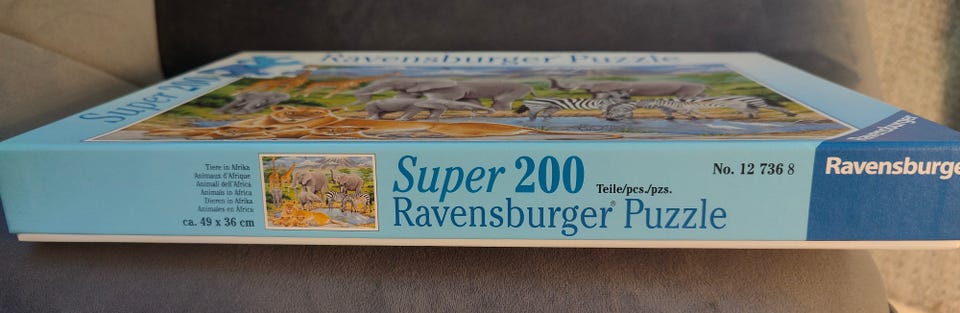 Ravensburger Puzzle
Super 200
Ravensburger
Tiere in Afrika
Animaux d'Afrique
Animali dell'Africa
Animals in Africa
Dieren in Afrika
Animales en Africa
ca. 49 x 36 cm
Super 200 Teile/pcs./pzs.
Ravensburger® Puzzle
No. 12 736 8
Ravensburge